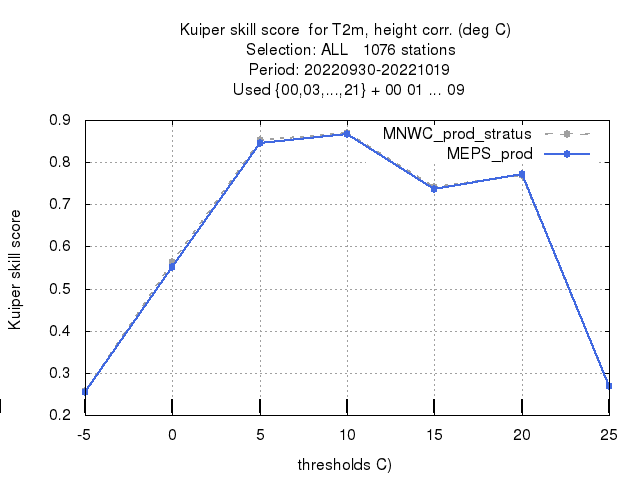 Kuiper skill score  for T2m, height corr. (deg C)
Selection: ALL   1076 stations
Period: 20220930-20221019
Used {00,03,...,21} + 00 01 ... 09
MNWC_prod_stratus
MEPS_prod
Kuiper skill score
0.9
0.8
0.7
0.6
0.5
0.4
0.3
0.2
-5 0 5 10 15 20 25
thresholds C)